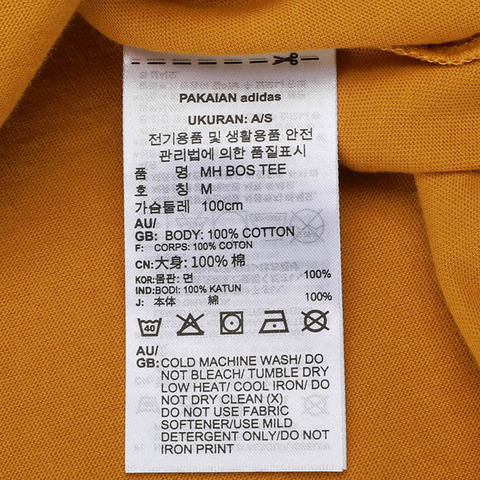 PAKAIAN adidas
UKURAN: A/S
전기용품 및 생활용품 안전
관리법에 의한 품질표시
품 명 MH BOS TEE
호 칭 M
가슴둘레 100cm
AU/
GB: BODY: 100% COTTON
F: CORPS: 100% COTON
CN: 大身: 100% 棉
KOR: 몸판: 면 100%
IND: BODI: 100% KATUN
J: 本体 綿 100%
40
AU/
GB: COLD MACHINE WASH/ DO
NOT BLEACH/ TUMBLE DRY
LOW HEAT/ COOL IRON/ DO
NOT DRY CLEAN (X)
DO NOT USE FABRIC
SOFTENER/USE MILD
DETERGENT ONLY/DO NOT
IRON PRINT